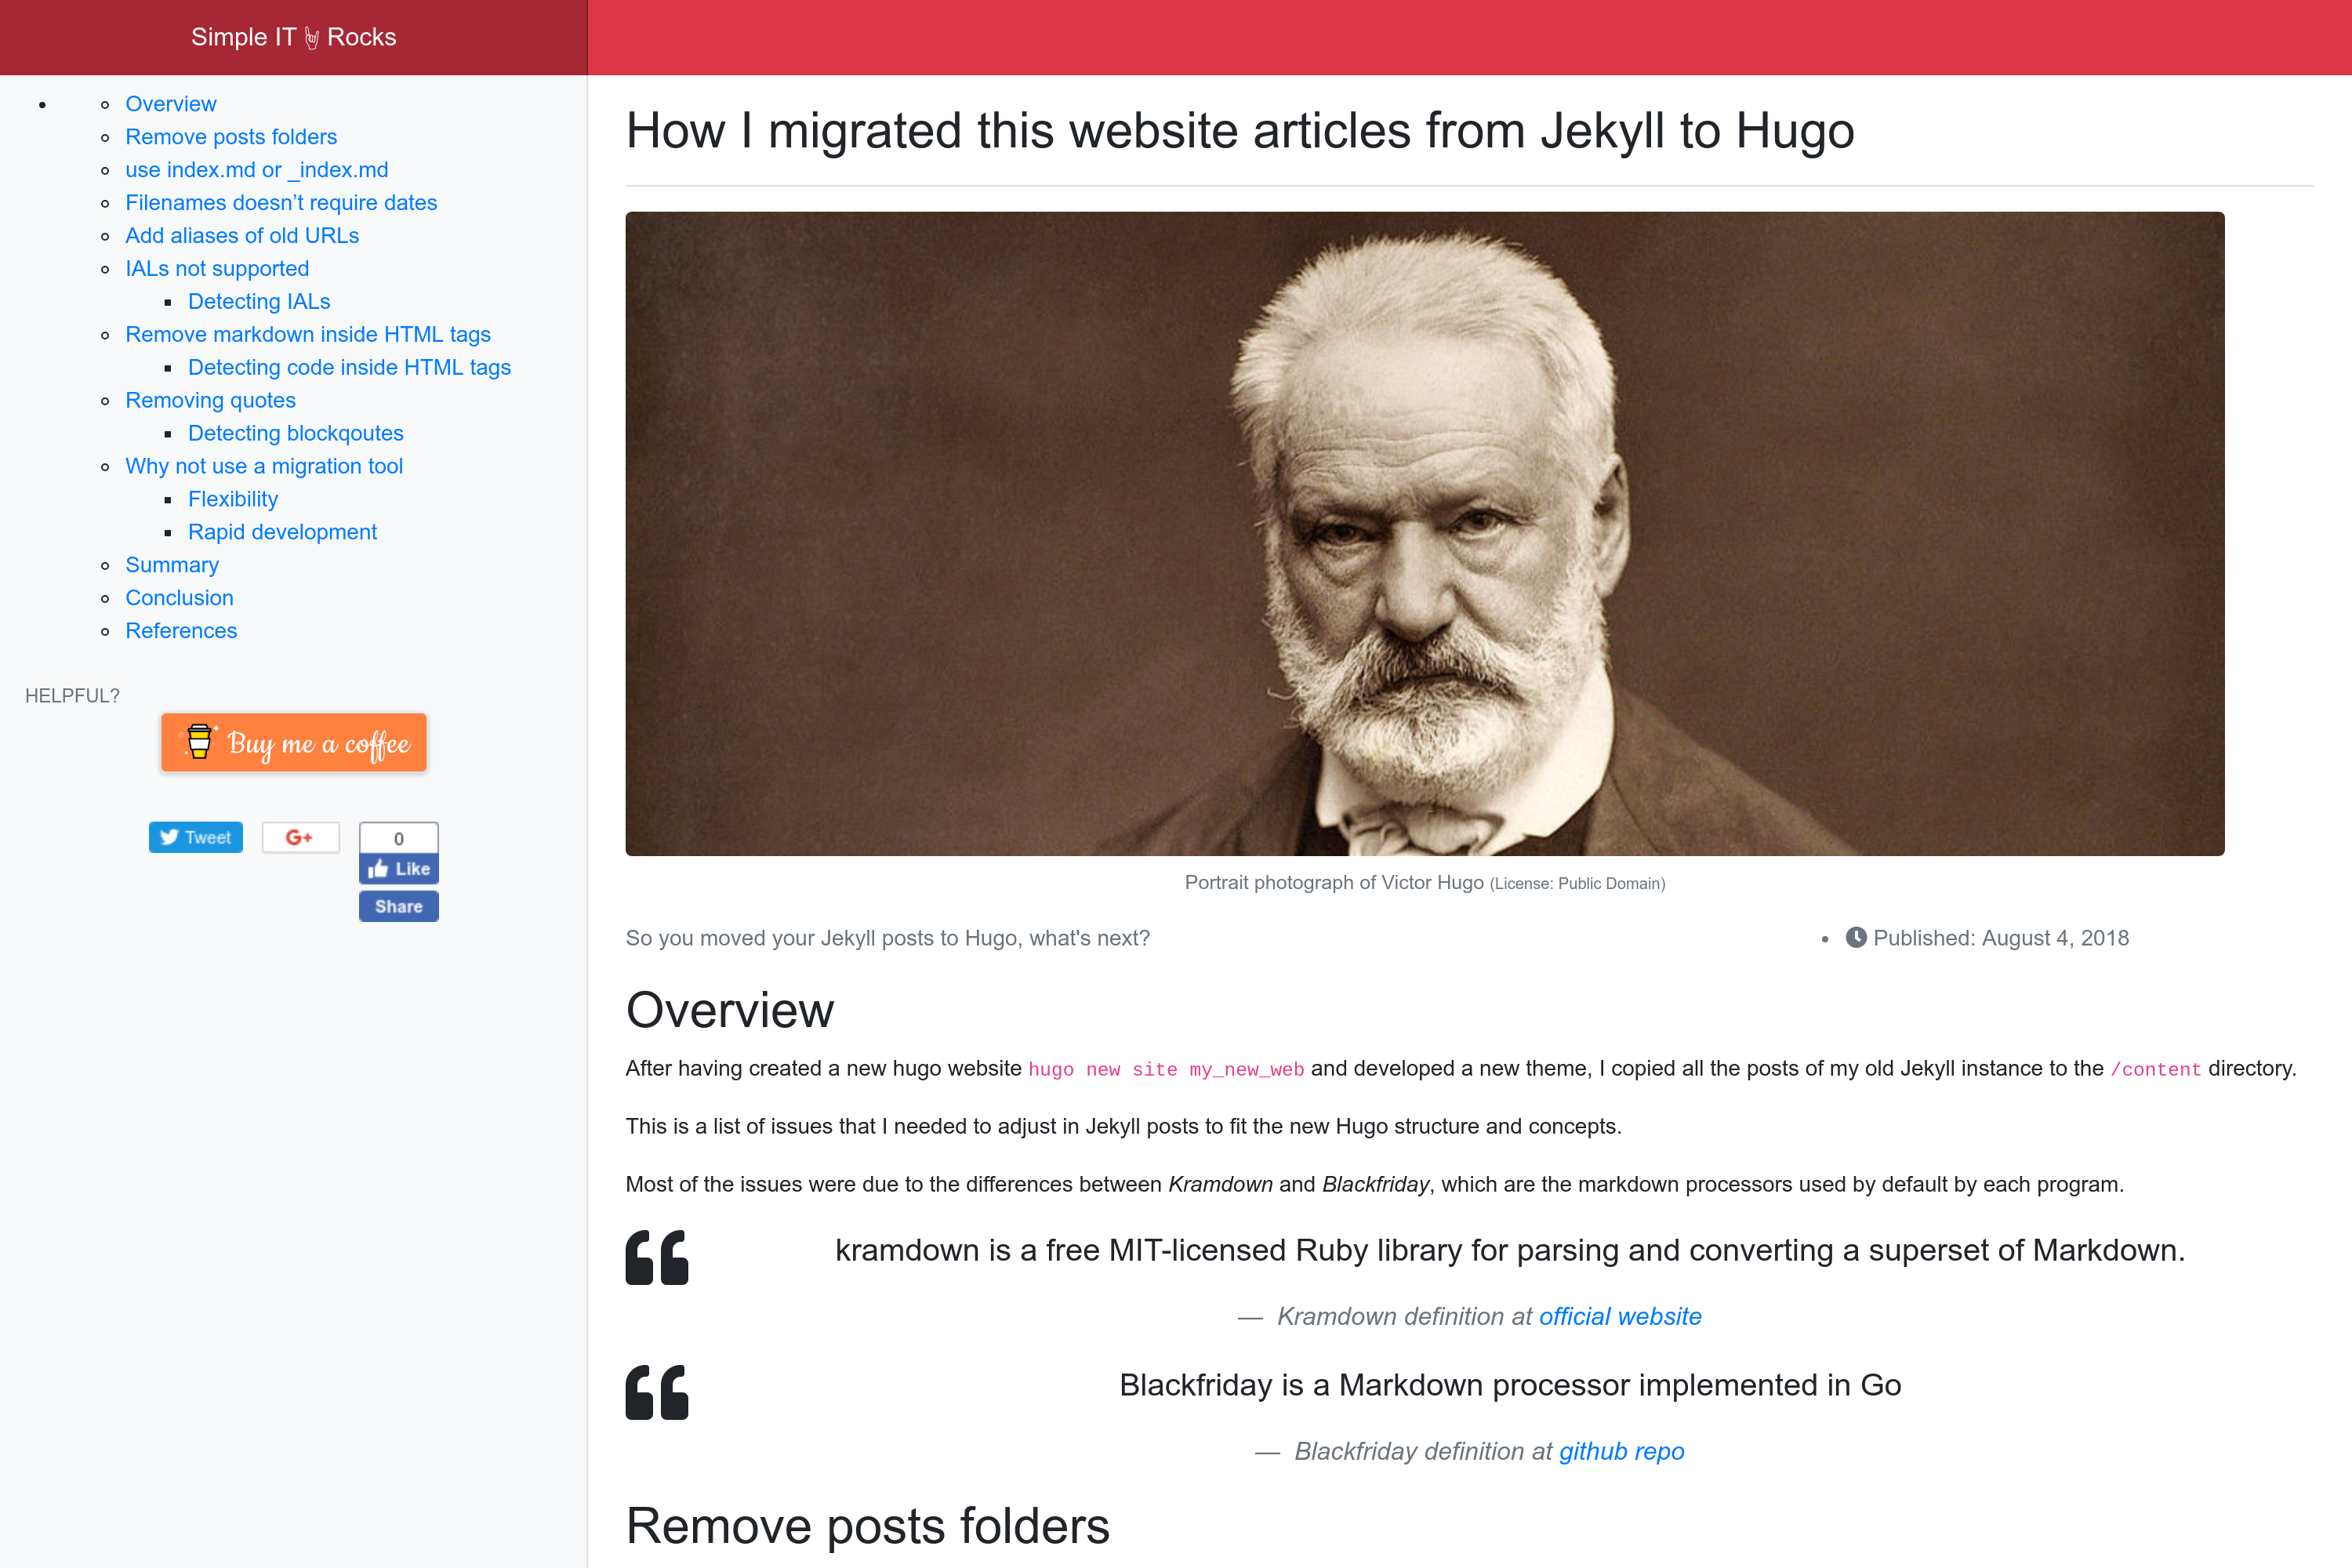 Simple IT Rocks
Overview
Remove posts folders
use index.md or _index.md
Filenames doesn’t require dates
Add aliases of old URLs
IALs not supported
Detecting IALs
Remove markdown inside HTML tags
Detecting code inside HTML tags
Removing quotes
Detecting blockqoutes
Why not use a migration tool
Flexibility
Rapid development
Summary
Conclusion
References
HELPFUL?
Buy me a coffee
Tweet
G+
0
Like
Share
How I migrated this website articles from Jekyll to Hugo
Portrait photograph of Victor Hugo (License: Public Domain)
So you moved your Jekyll posts to Hugo, what's next?
Published: August 4, 2018
Overview
After having created a new hugo website hugo new site my_new_web and developed a new theme, I copied all the posts of my old Jekyll instance to the /content directory.
This is a list of issues that I needed to adjust in Jekyll posts to fit the new Hugo structure and concepts.
Most of the issues were due to the differences between Kramdown and Blackfriday, which are the markdown processors used by default by each program.
kramdown is a free MIT-licensed Ruby library for parsing and converting a superset of Markdown.
— Kramdown definition at official website
Blackfriday is a Markdown processor implemented in Go
— Blackfriday definition at github repo
Remove posts folders